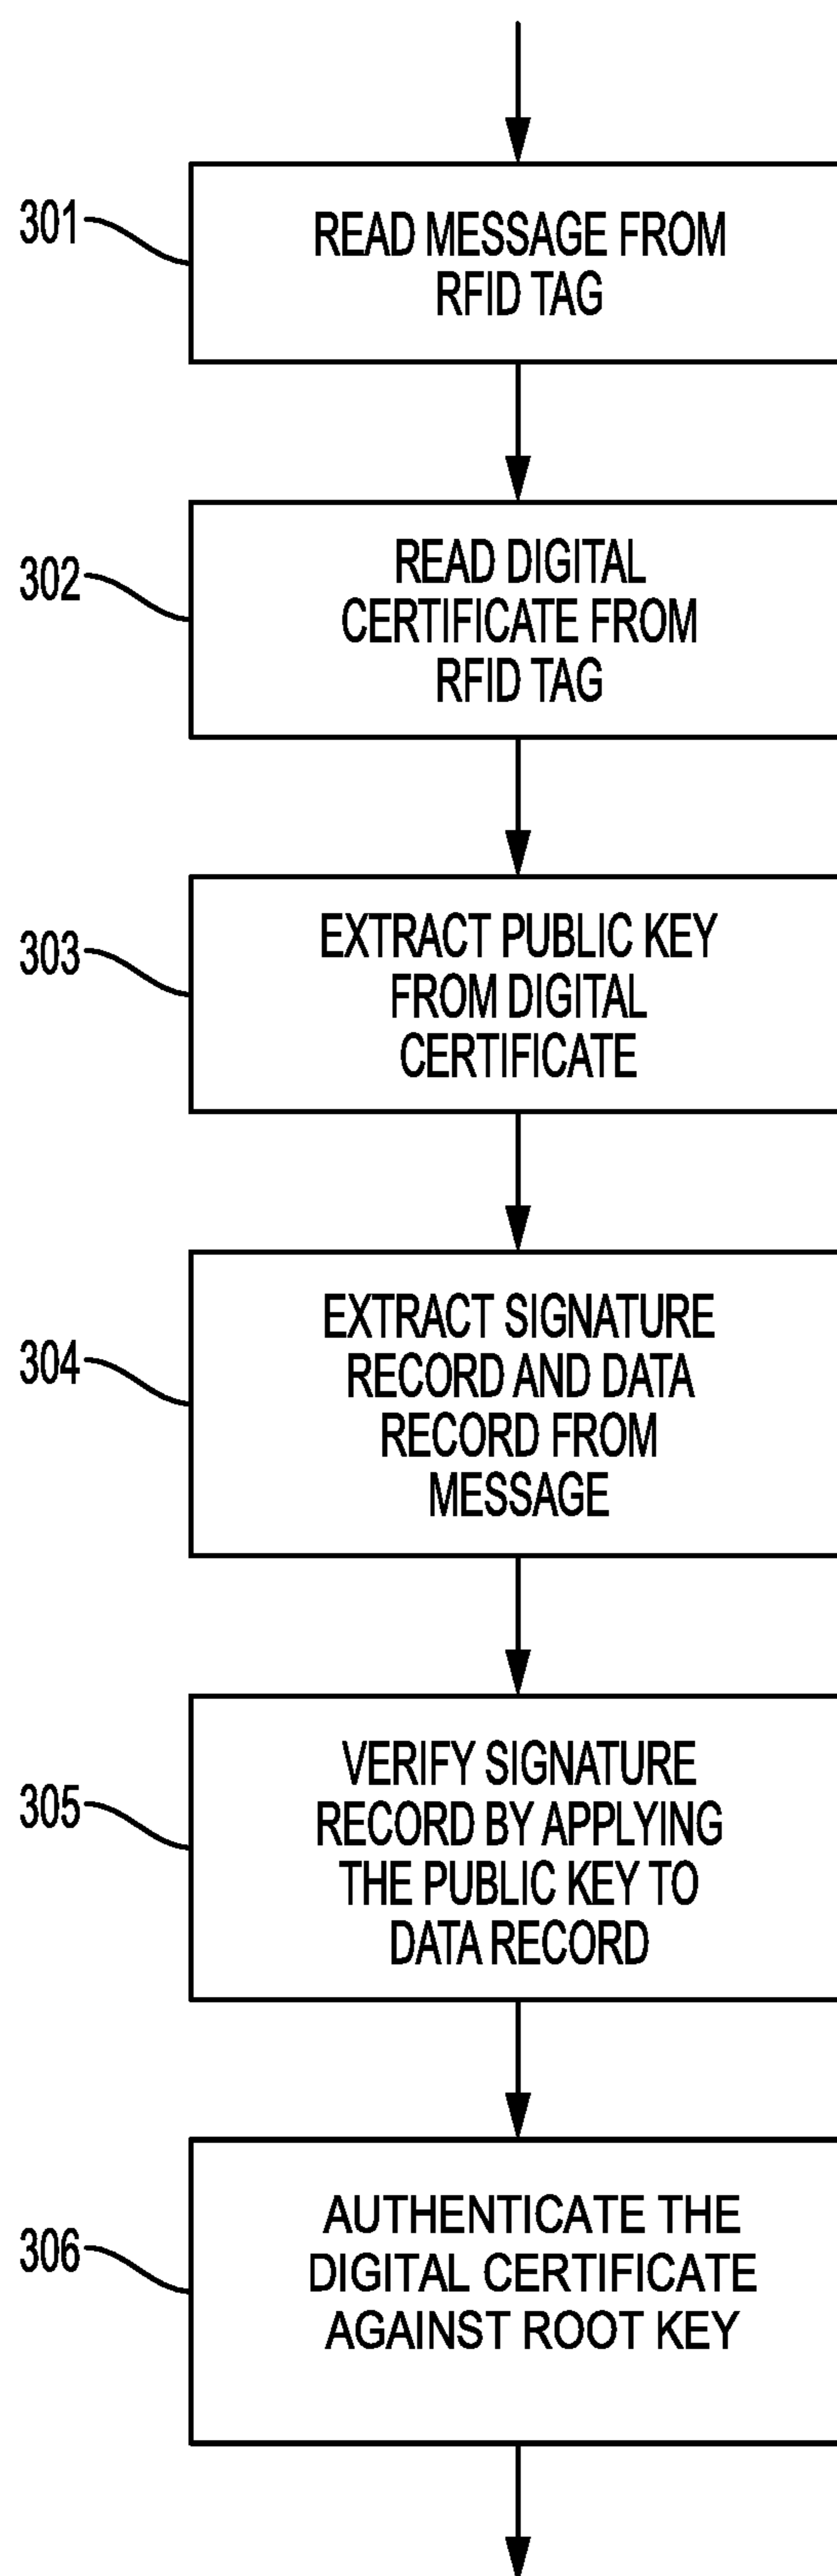 301
READ MESSAGE FROM
RFID TAG
302
READ DIGITAL
CERTIFICATE FROM
RFID TAG
303
EXTRACT PUBLIC KEY
FROM DIGITAL
CERTIFICATE
304
EXTRACT SIGNATURE
RECORD AND DATA
RECORD FROM
MESSAGE
305
VERIFY SIGNATURE
RECORD BY APPLYING
THE PUBLIC KEY TO
DATA RECORD
306
AUTHENTICATE THE
DIGITAL CERTIFICATE
AGAINST ROOT KEY